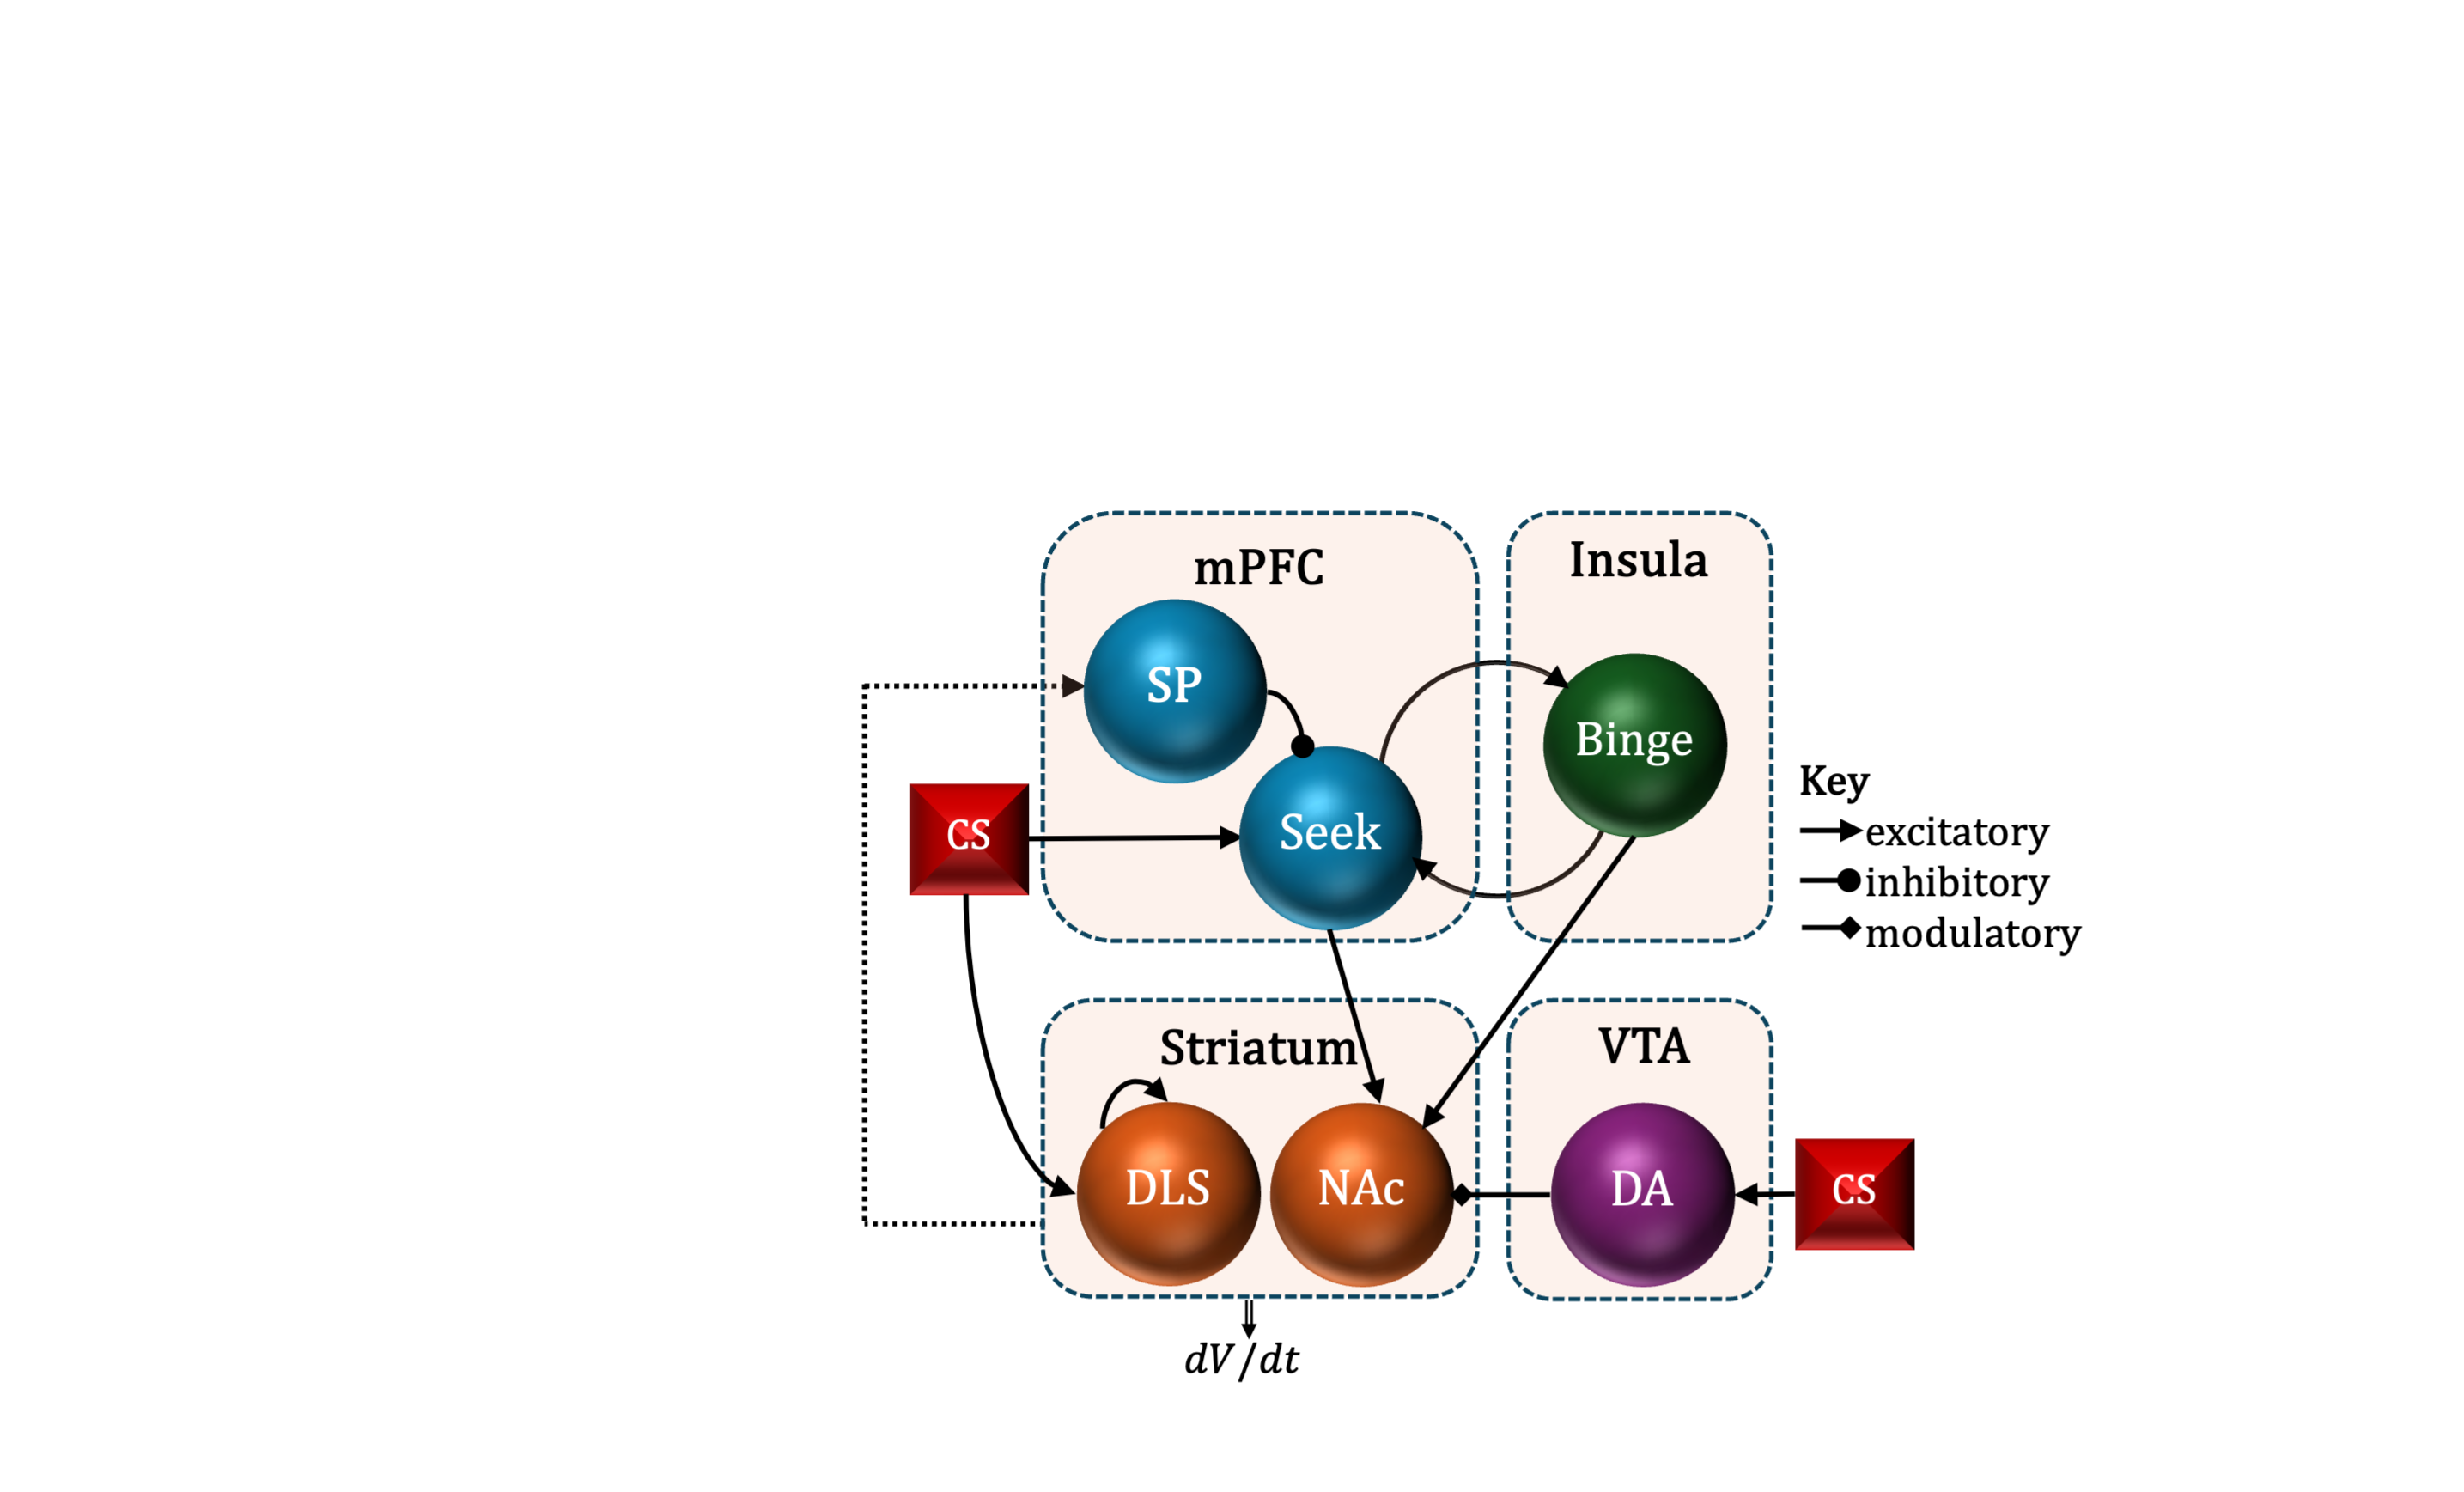 mPFC
Insula
SP
Binge
CS
Seek
Key
excitatory
inhibitory
modulatory
Striatum
VTA
DLS
NAc
DA
CS
dV/dt